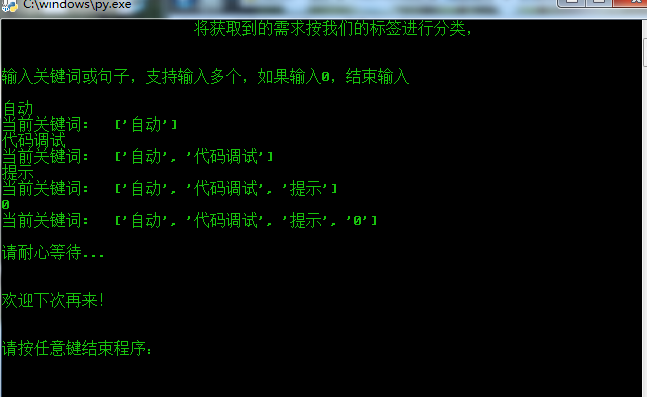 C:\windows\py.exe
将获取到的需求按我们的标签进行分类,
输入关键词或句子, 支持输入多个, 如果输入0, 结束输入
自动
当前关键词: ['自动']
代码调试
当前关键词: ['自动', '代码调试']
提示
当前关键词: ['自动', '代码调试', '提示']
0
当前关键词: ['自动', '代码调试', '提示', '0']
请耐心等待...
欢迎下次再来!
请按任意键结束程序: